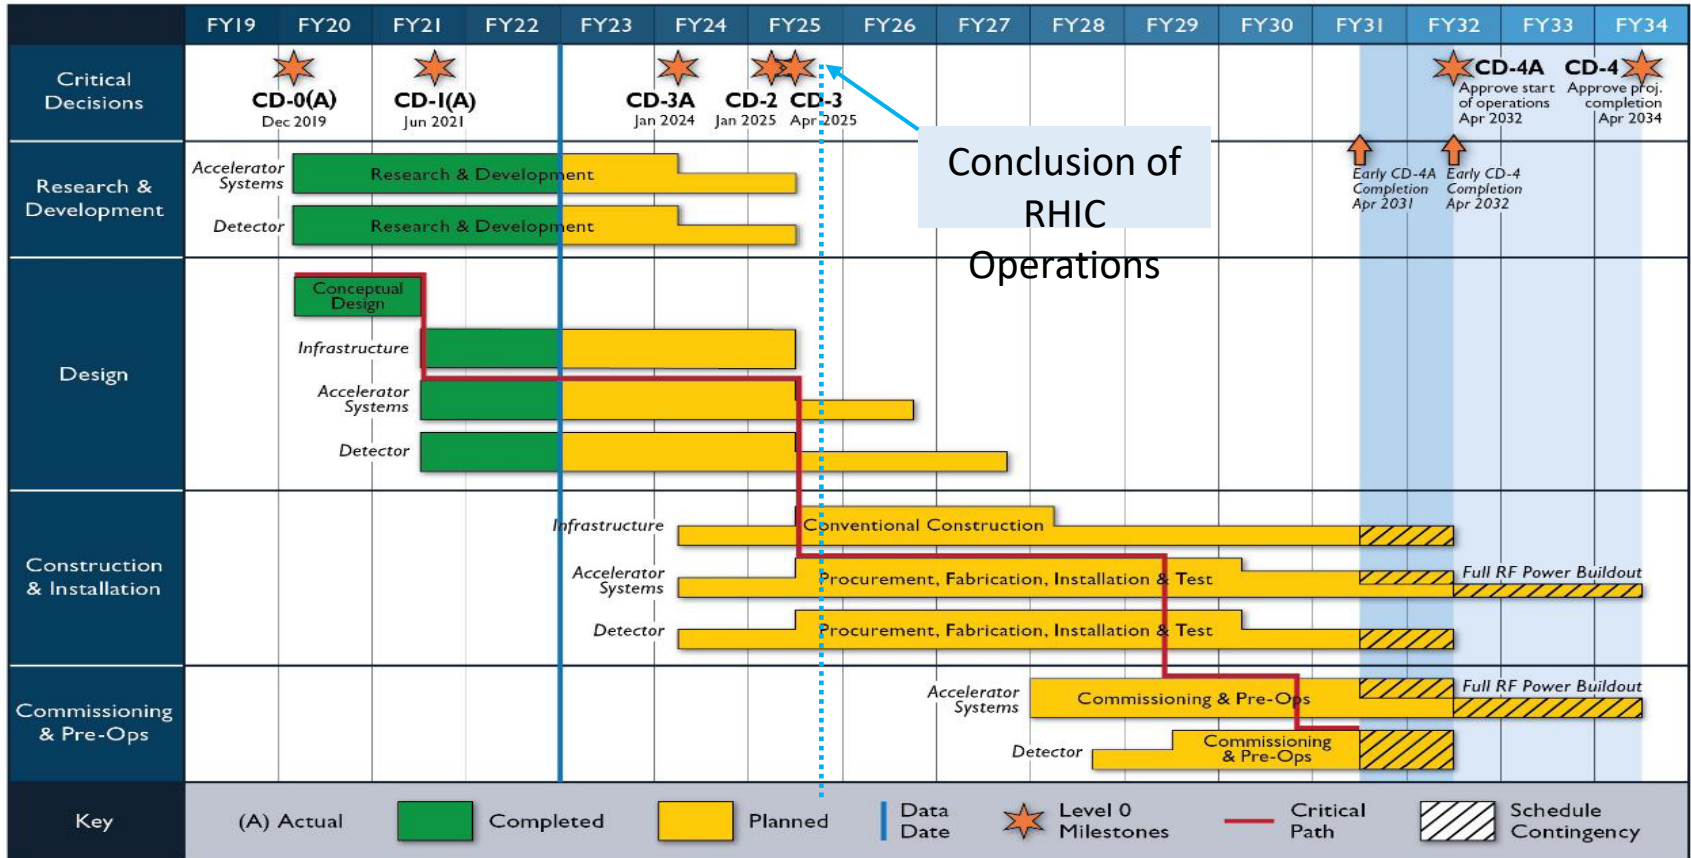 FY19 FY20 FY21 FY22 FY23 FY24 FY25 FY26 FY27 FY28 FY29 FY30 FY31 FY32 FY33 FY34
Critical
Decisions
CD-0(A)
Dec 2019
CD-1(A)
Jun 2021
CD-3A
Jan 2024
CD-2
Jan 2025
CD-3
Apr 2025
CD-4A
Approve start
of operations
Apr 2032
CD-4
Approve proj.
completion
Apr 2034
Conclusion of
RHIC
Operations
Early CD-4A
Completion
Apr 2031
Early CD-4
Completion
Apr 2032
Research &
Development
Accelerator
Systems
Research & Development
Detector
Research & Development
Design
Conceptual
Design
Infrastructure
Accelerator
Systems
Detector
Construction
& Installation
Infrastructure
Conventional Construction
Accelerator
Systems
Procurement, Fabrication, Installation & Test
Full RF Power Buildout
Detector
Procurement, Fabrication, Installation & Test
Commissioning
& Pre-Ops
Accelerator
Systems
Commissioning & Pre-Ops
Full RF Power Buildout
Detector
Commissioning
& Pre-Ops
Key
(A) Actual
Completed
Planned
Data
Date
Level 0
Milestones
Critical
Path
Schedule
Contingency